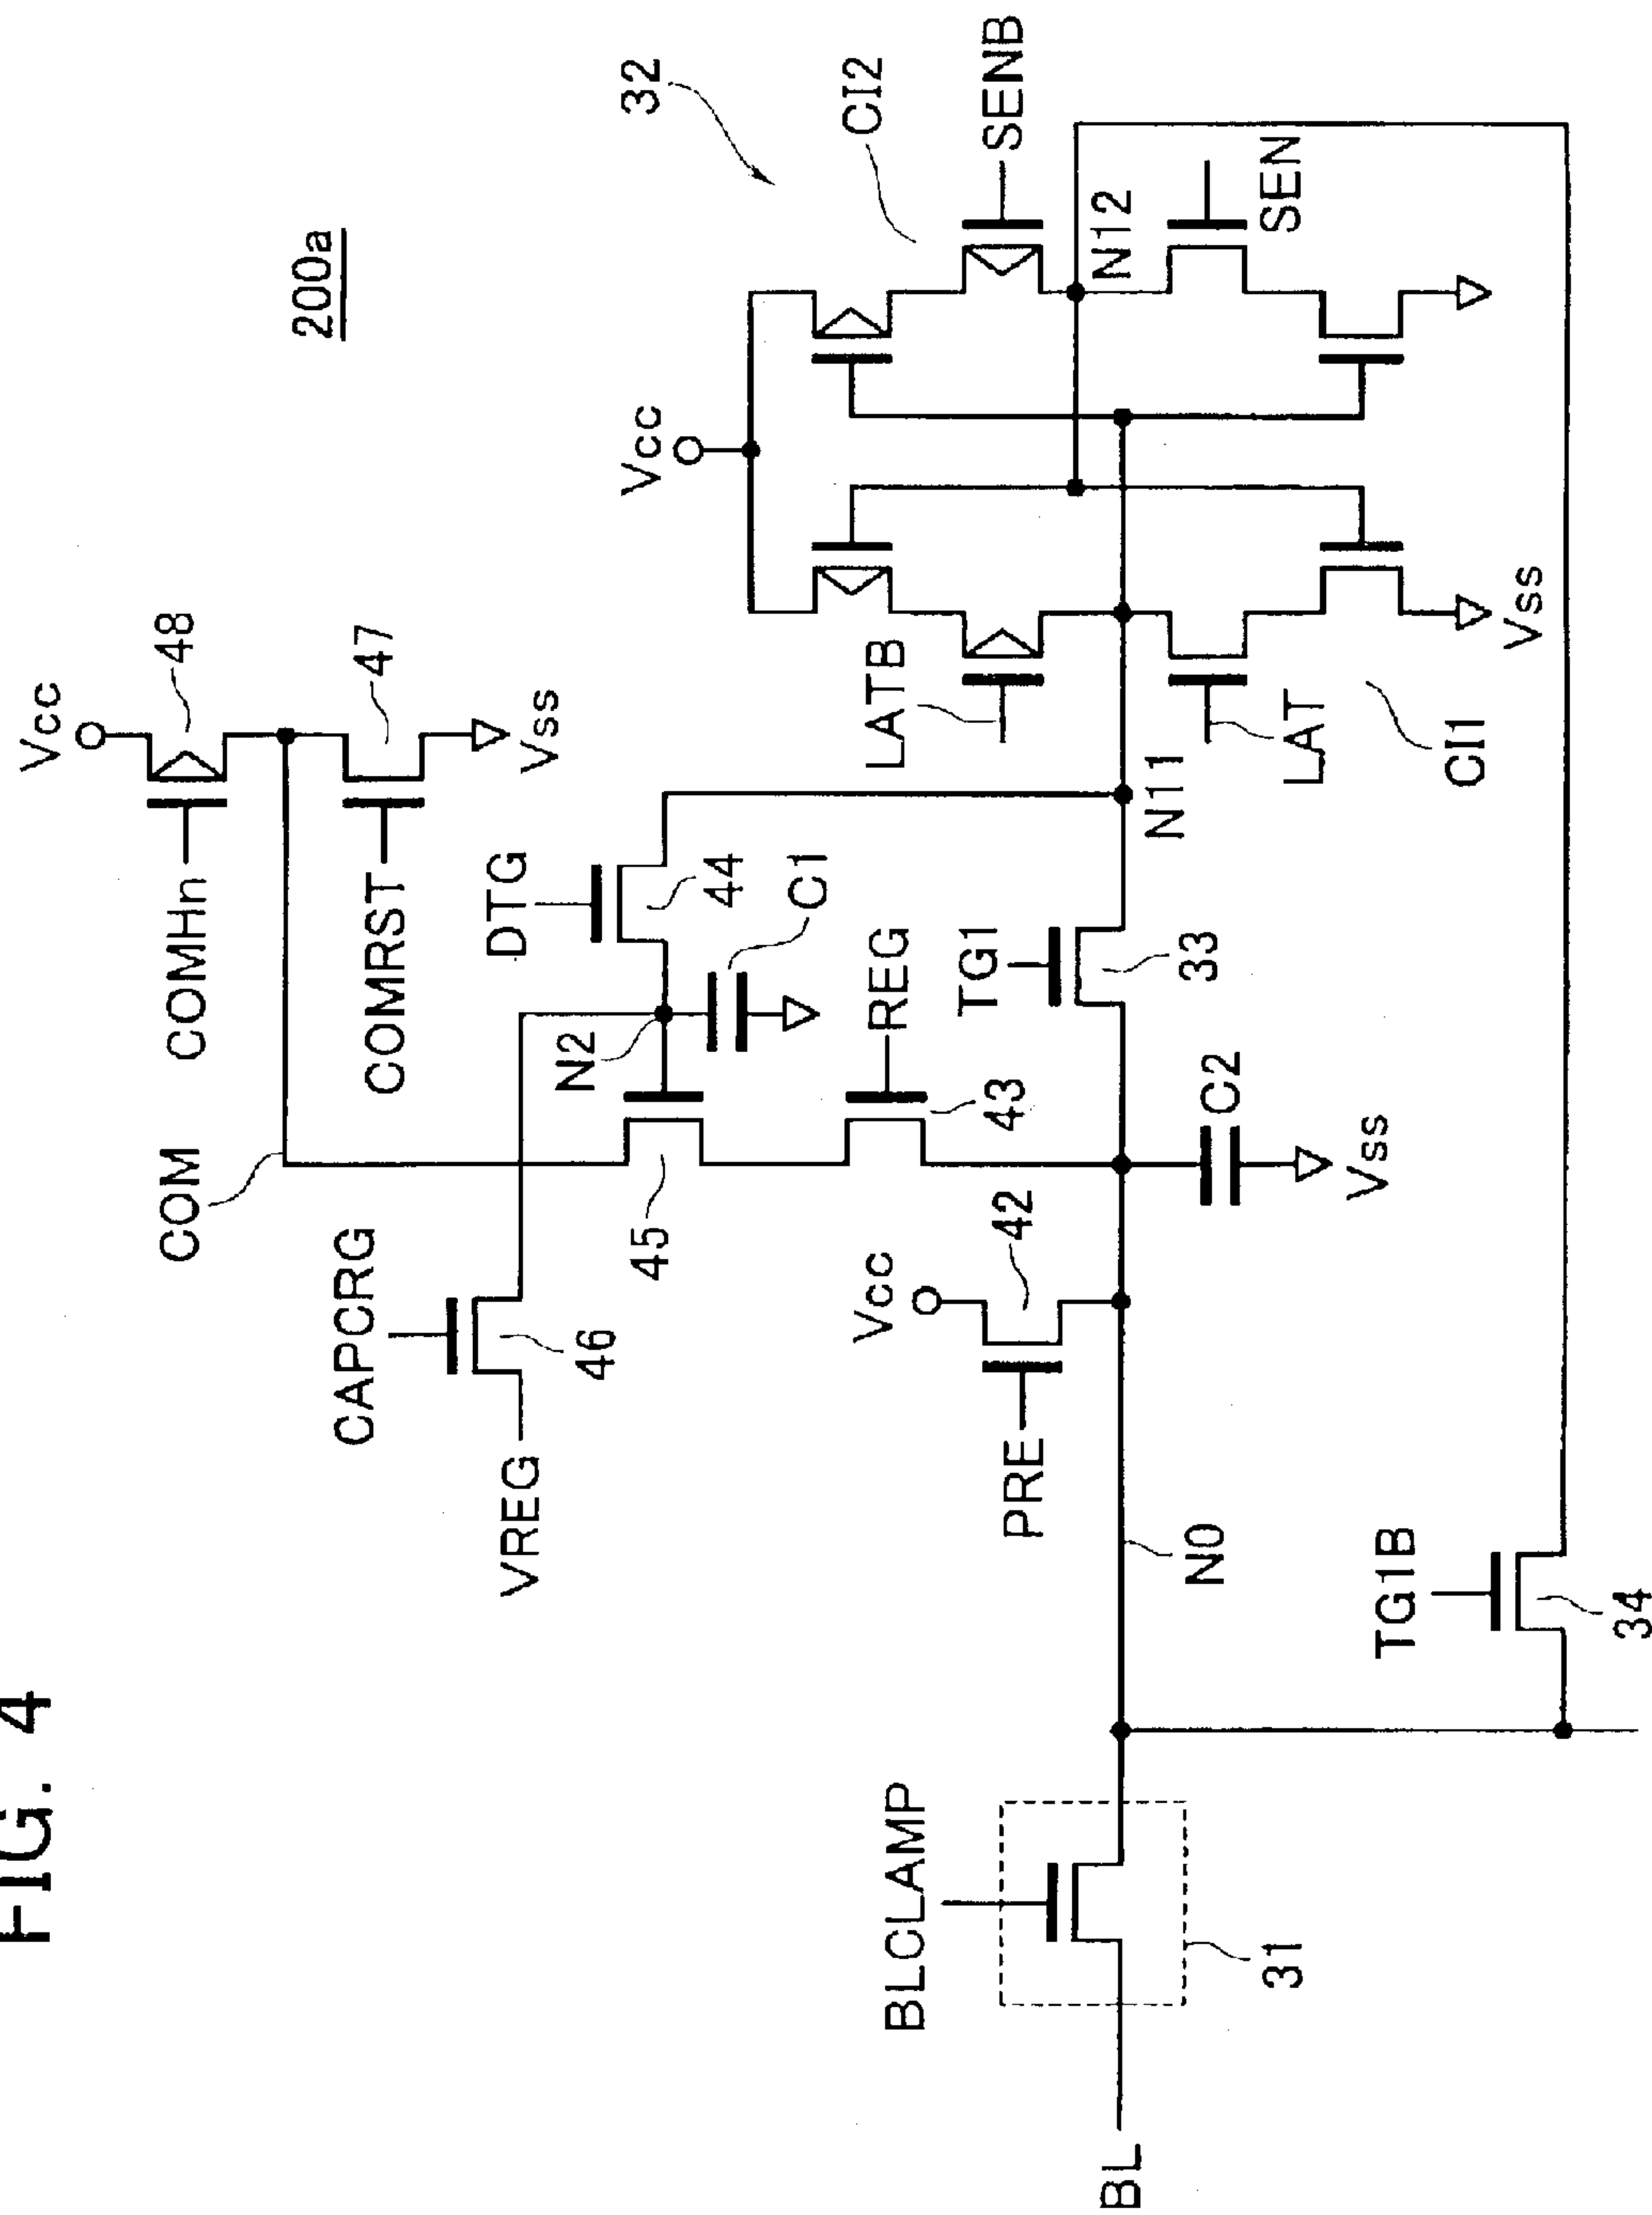 FIG. 4
200a
Vcc
48
COMHn
47
COMRST
Vss
COM
CAPCRG
46
VREG
DTG
44
N2
C1
45
REG
43
Vcc
42
PRE
TG1
33
C2
Vss
N0
N11
32
CI2
Vcc
SENB
LATB
N12
SEN
LAT
CI1
Vss
BLCLAMP
31
BL
TG1B
34